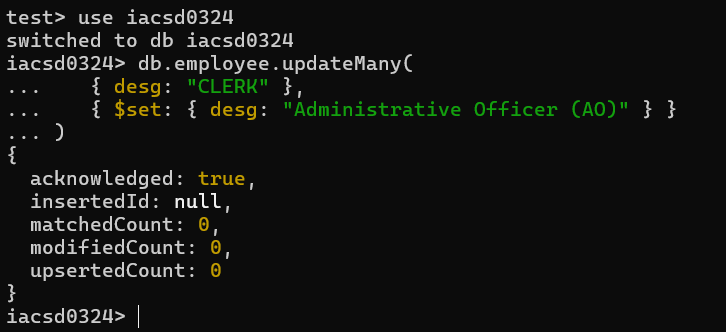 test> use iacsd0324
switched to db iacsd0324
iacsd0324> db.employee.updateMany(
...    { desg: "CLERK" },
...    { $set: { desg: "Administrative Officer (AO)" } }
... )
{
  acknowledged: true,
  insertedId: null,
  matchedCount: 0,
  modifiedCount: 0,
  upsertedCount: 0
}
iacsd0324>